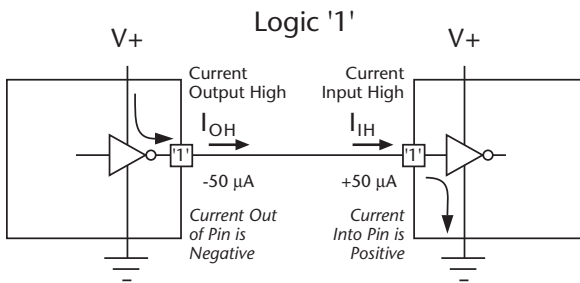 Logic '1'
V+
V+
Current
Output High
Current
Input High
I_OH
I_IH
'1'
'1'
-50 µA
+50 µA
Current Out
of Pin is
Negative
Current
Into Pin is
Positive